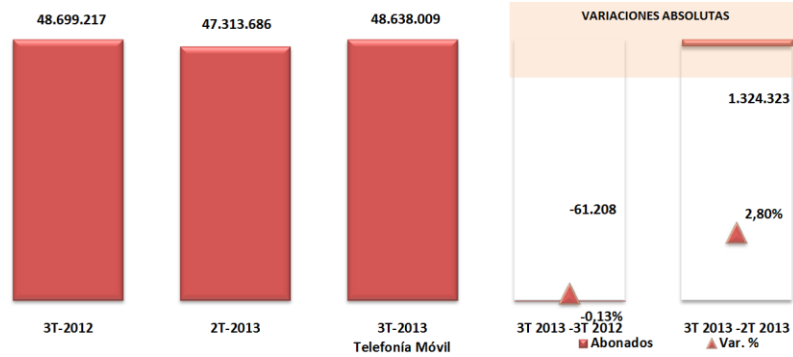 VARIACIONES ABSOLUTAS
48.699.217
47.313.686
48.638.009
1.324.323
-61.208
2,80%
-0,13%
3T-2012
2T-2013
3T-2013
3T 2013 -3T 2012
3T 2013 -2T 2013
Telefonía Móvil
Abonados
Var. %